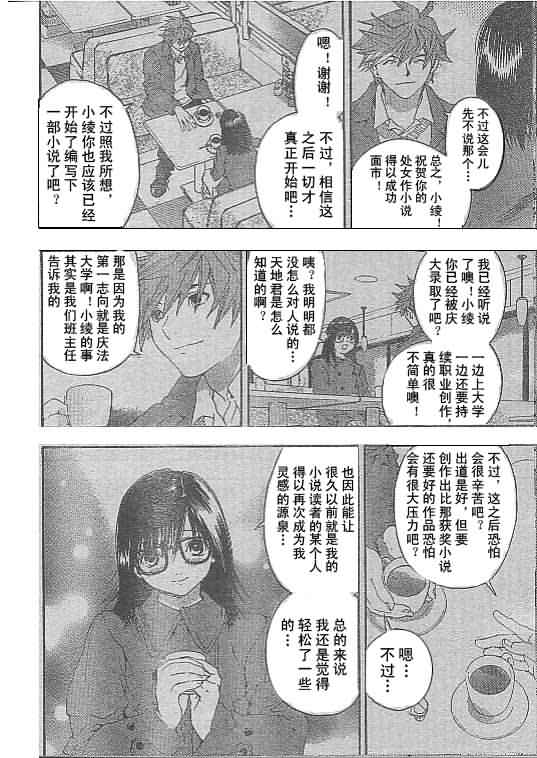 不过这会儿
先不说那个…
总之，小绫！
祝贺你的
处女作小说
得以成功
面市！
嗯！谢谢！
不过，相信这
之后一切才
真正开始吧…
不过照我所想，
小绫你也应该已经
开始了编写下
一部小说了吧？
我已经听说
了噢！小绫
你已经被庆
大录取了吧？
一边上大学
一边还要持
续职业创作，
真的很
不简单噢！
咦？我明明都
没怎么对人说的…
天地君是怎么
知道的啊？
那是因为我的
第一志向就是庆法
大学啊！小绫的事
其实是我们班主任
告诉我的
不过，这之后恐怕
会很辛苦吧？
出道是好，但要
创作出比那获奖小说
还要好的作品恐怕
会有很大压力吧？
嗯…
不过…
也因此能让
很久以前就是我的
小说读者的某个人
得以再次成为我
灵感的源泉…
总的来说
我还是觉得
轻松了一些
的…